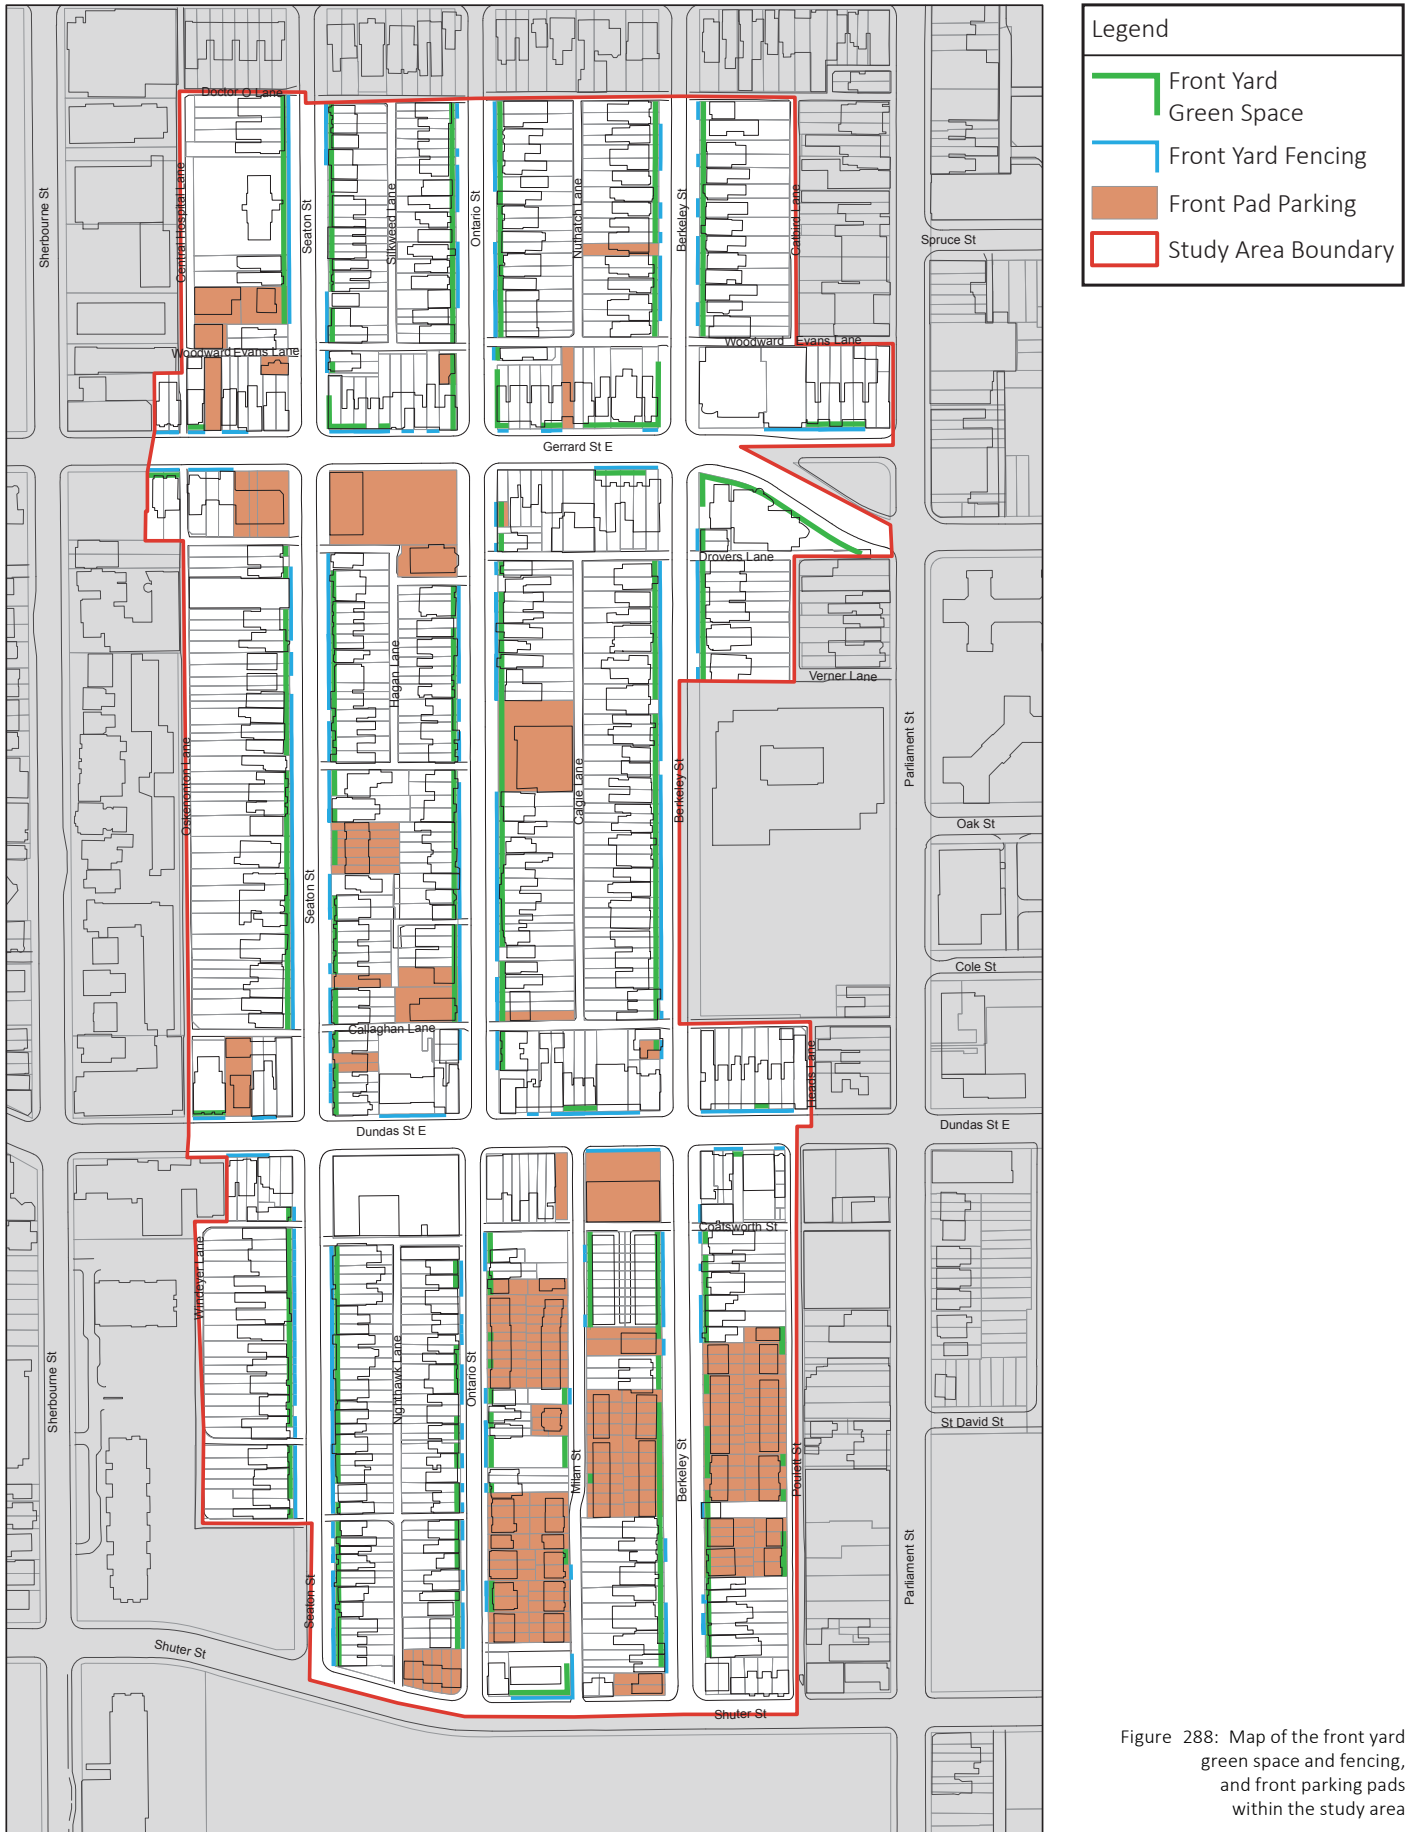 Legend
Front Yard
Green Space
Front Yard Fencing
Front Pad Parking
Study Area Boundary
Doctor O Lane
Sherbourne St
Central Hospital Lane
Seaton St
Silkweed Lane
Ontario St
Nuthatch Lane
Berkeley St
Catbird Lane
Spruce St
Woodward Evans Lane
Woodward Evans Lane
Gerrard St E
Drovers Lane
Hagan Lane
Verner Lane
Oskenonton Lane
Calgie Lane
Berkeley St
Parliament St
Oak St
Seaton St
Cole St
Callaghan Lane
Heads Lane
Dundas St E
Dundas St E
Coatsworth St
Windeyer Lane
Sherbourne St
Nighthawk Lane
Ontario St
Milan St
Berkeley St
Poulett St
St David St
Parliament St
Seaton St
Shuter St
Shuter St
Figure 288: Map of the front yard
green space and fencing,
and front parking pads
within the study area